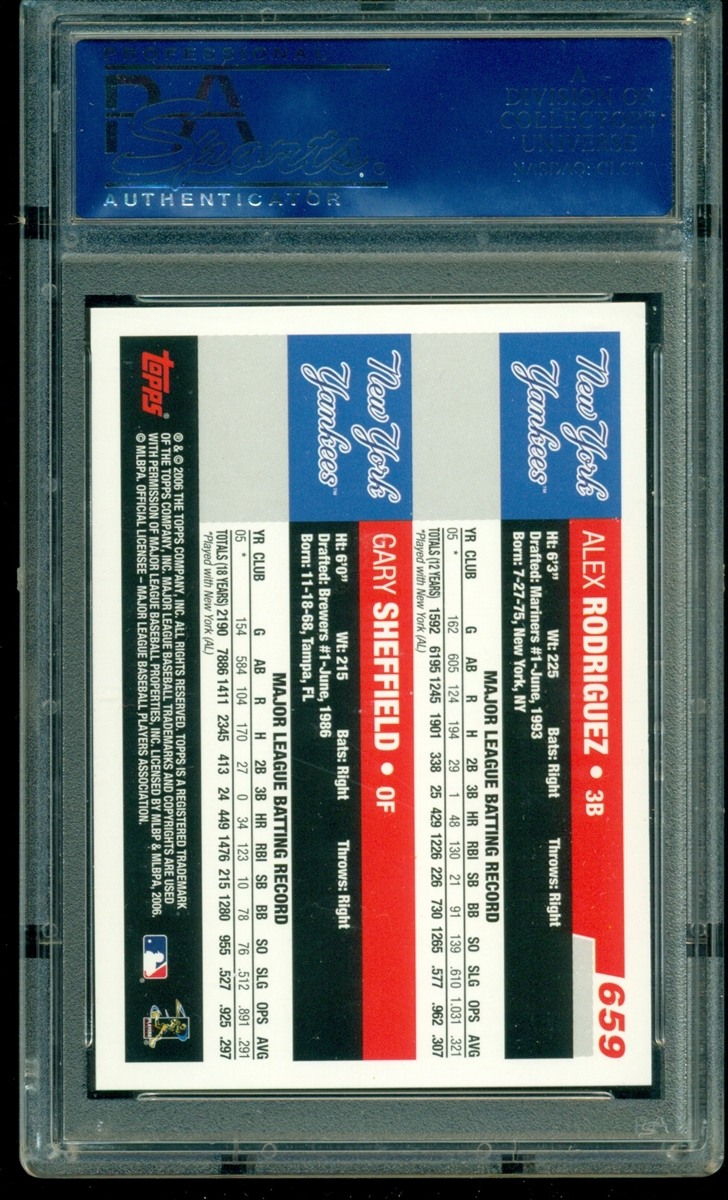 PROFESSIONAL
PSA
Sports
AUTHENTICATOR
A
DIVISION OF
COLLECTORS
UNIVERSE
NASDAQ: CLCT
659
New York
Yankees™
ALEX RODRIGUEZ • 3B
Ht: 6'3" Wt: 225 Bats: Right Throws: Right
Drafted: Mariners #1-June, 1993
Born: 7-27-75, New York, NY
MAJOR LEAGUE BATTING RECORD
YR CLUB G AB R H 2B 3B HR RBI SB BB SO SLG OPS AVG
05 * 162 605 124 194 29 1 48 130 21 91 139 .610 1.031 .321
TOTALS (12 YEARS) 1592 6195 1245 1901 338 25 429 1226 226 730 1265 .577 .962 .307
*Played with New York (AL)
New York
Yankees™
GARY SHEFFIELD • OF
Ht: 6'0" Wt: 215 Bats: Right Throws: Right
Drafted: Brewers #1-June, 1986
Born: 11-18-68, Tampa, FL
MAJOR LEAGUE BATTING RECORD
YR CLUB G AB R H 2B 3B HR RBI SB BB SO SLG OPS AVG
05 * 154 584 104 170 27 0 34 123 10 78 76 .512 .891 .291
TOTALS (18 YEARS) 2190 7886 1411 2345 413 24 449 1476 215 1280 955 .527 .925 .297
*Played with New York (AL)
topps®
® & © 2006 THE TOPPS COMPANY, INC. ALL RIGHTS RESERVED. TOPPS IS A REGISTERED TRADEMARK
OF THE TOPPS COMPANY, INC. MAJOR LEAGUE BASEBALL TRADEMARKS AND COPYRIGHTS ARE USED
WITH PERMISSION OF MAJOR LEAGUE BASEBALL PROPERTIES, INC. LICENSED BY MLBP & MLBPA, 2006.
© MLBPA. OFFICIAL LICENSEE – MAJOR LEAGUE BASEBALL PLAYERS ASSOCIATION.